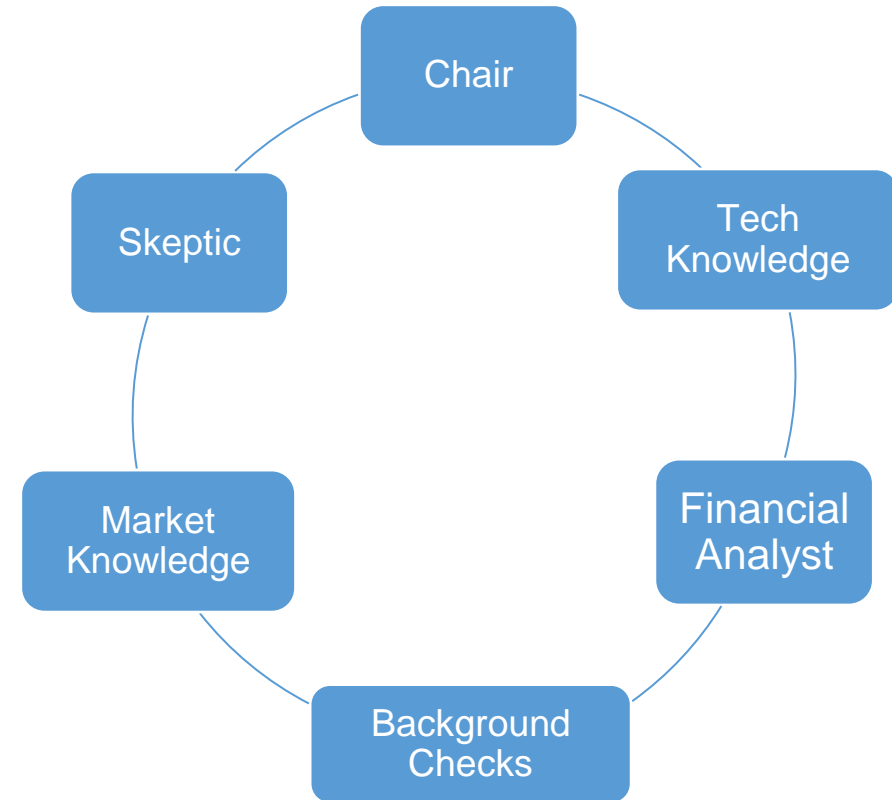 Chair
Tech
Knowledge
Financial
Analyst
Background
Checks
Market
Knowledge
Skeptic